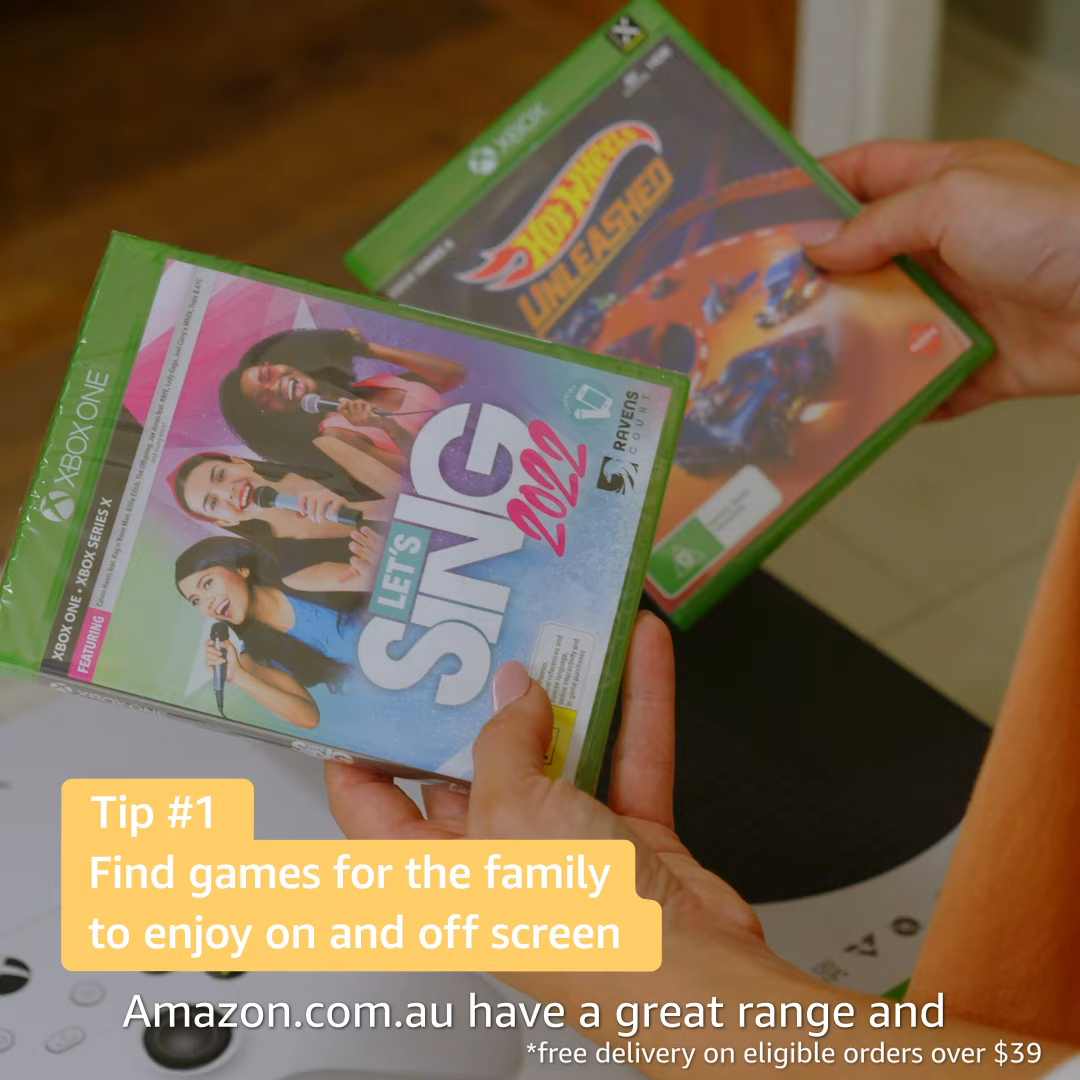 XBOX
HOT WHEELS
UNLEASHED
XBOX ONE
XBOX ONE • XBOX SERIES X
FEATURING
LET'S
SING
2022
RAVENS
COURT
XBOX ONE
Tip #1
Find games for the family
to enjoy on and off screen
Amazon.com.au have a great range and
*free delivery on eligible orders over $39